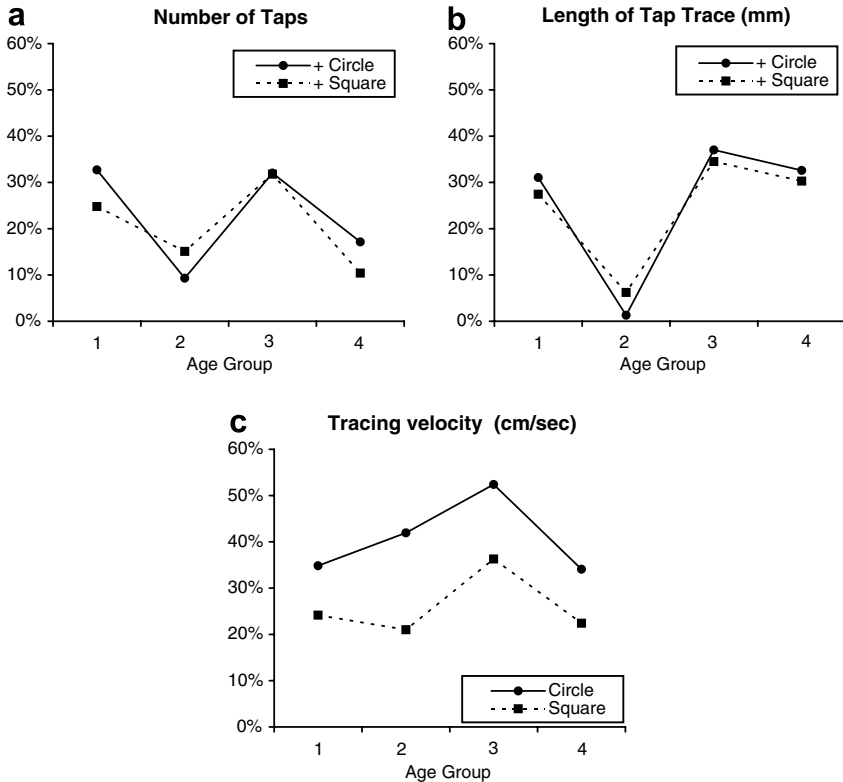 a
Number of Taps
60%
50%
40%
30%
20%
10%
0%
+ Circle
+ Square
1 2 3 4
Age Group
b
Length of Tap Trace (mm)
60%
50%
40%
30%
20%
10%
0%
+ Circle
+ Square
1 2 3 4
Age Group
c
Tracing velocity (cm/sec)
60%
50%
40%
30%
20%
10%
0%
Circle
Square
1 2 3 4
Age Group